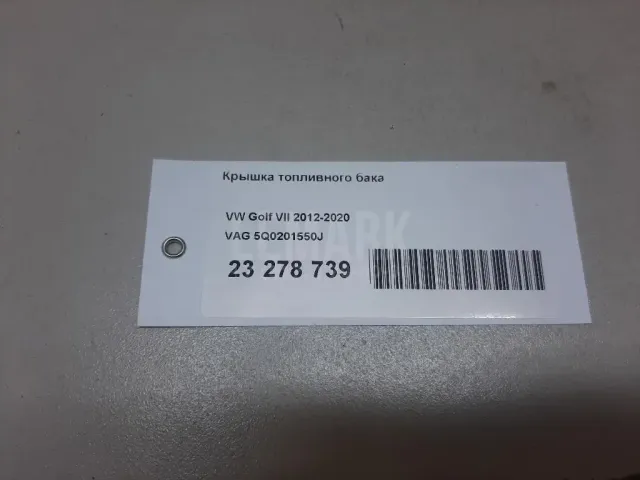 Крышка топливного бака
VW Golf VII 2012-2020
VAG 5Q0201550J
23 278 739